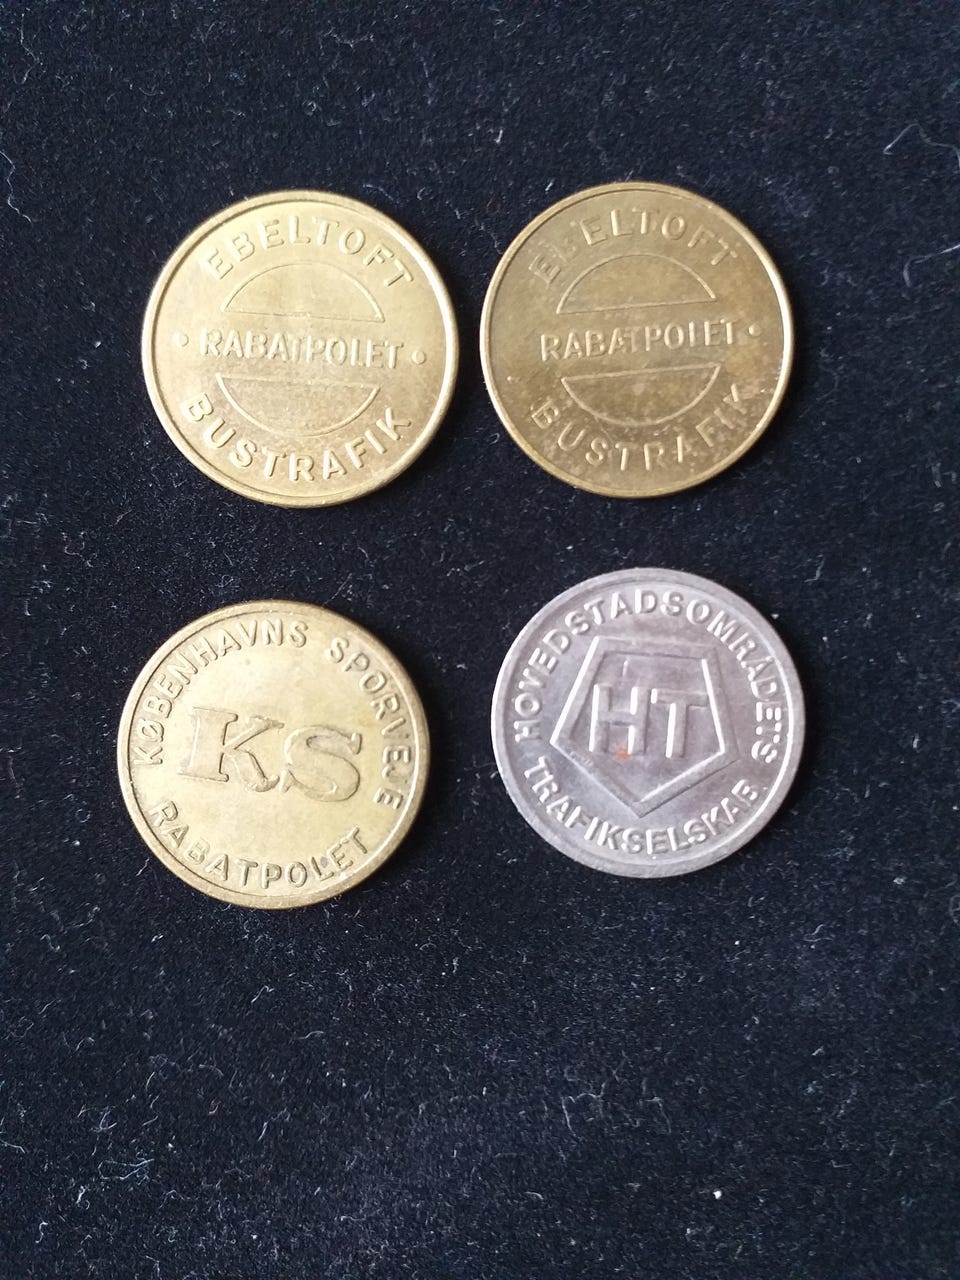 EBELTOFT
• RABATPOLET •
BUSTRAFIK
EBELTOFT
RABATPOLET •
BUSTRAFIK
KØBENHAVNS SPORVEJE
KS
RABATPOLET
HOVEDSTADSOMRÅDETS
HT
TRAFIKSELSKAB